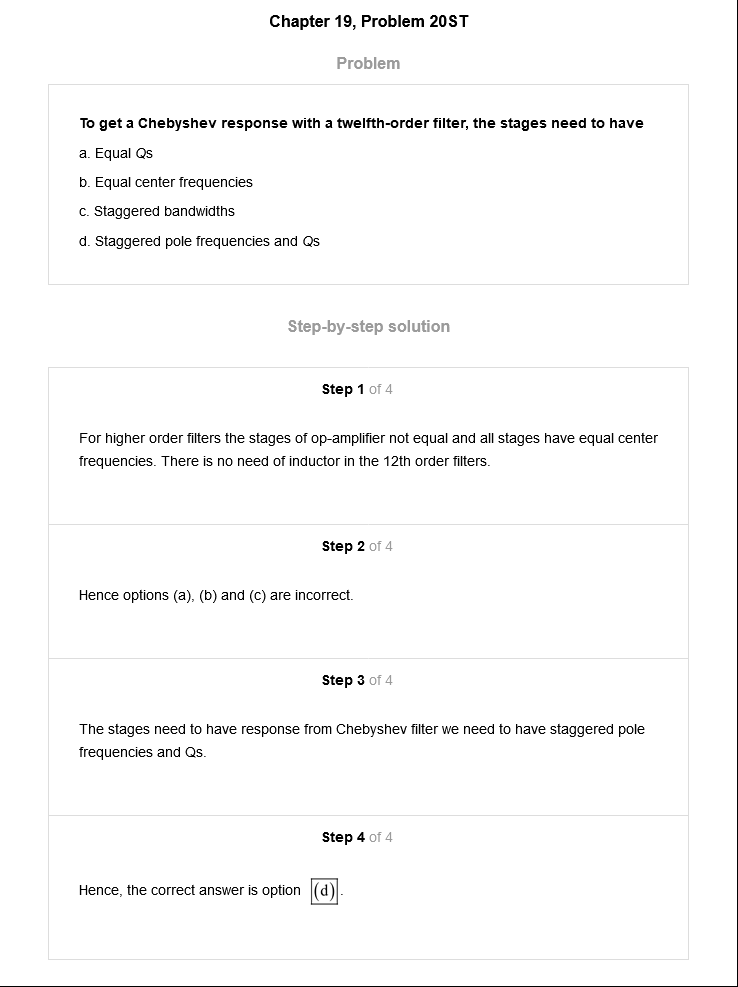 Chapter 19, Problem 20ST
Problem
To get a Chebyshev response with a twelfth-order filter, the stages need to have
a. Equal Qs
b. Equal center frequencies
c. Staggered bandwidths
d. Staggered pole frequencies and Qs
Step-by-step solution
Step 1 of 4
For higher order filters the stages of op-amplifier not equal and all stages have equal center
frequencies. There is no need of inductor in the 12th order filters.
Step 2 of 4
Hence options (a), (b) and (c) are incorrect.
Step 3 of 4
The stages need to have response from Chebyshev filter we need to have staggered pole
frequencies and Qs.
Step 4 of 4
Hence, the correct answer is option (d).